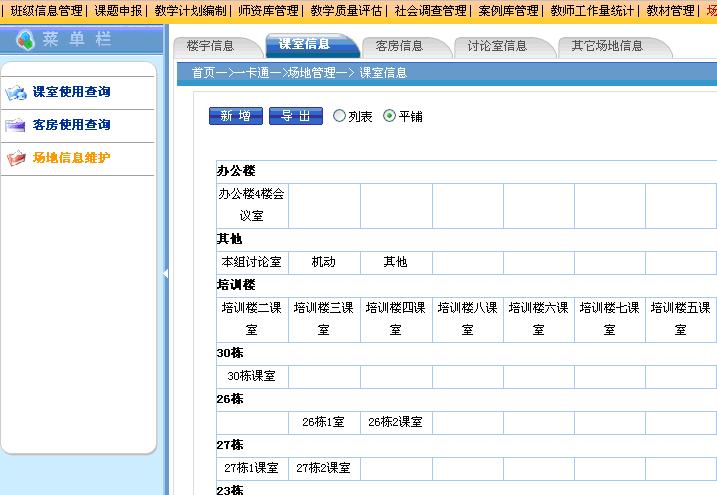 | 班级信息管理 | 课题申报 | 教学计划编制 | 师资库管理 | 教学质量评估 | 社会调查管理 | 案例库管理 | 教师工作量统计 | 教材管理 |
菜单栏
课室使用查询
客房使用查询
场地信息维护
楼宇信息 课室信息 客房信息 讨论室信息 其它场地信息
首页—>一卡通—>场地管理—> 课室信息
新 增 导 出 列表 平铺
办公楼
办公楼4楼会
议室
其他
本组讨论室 机动 其他
培训楼
培训楼二课 培训楼三课 培训楼四课 培训楼八课 培训楼六课 培训楼七课 培训楼五课
室 室 室 室 室 室 室
30栋
30栋课室
26栋
26栋1室 26栋2课室
27栋
27栋1课室 27栋2课室
23栋